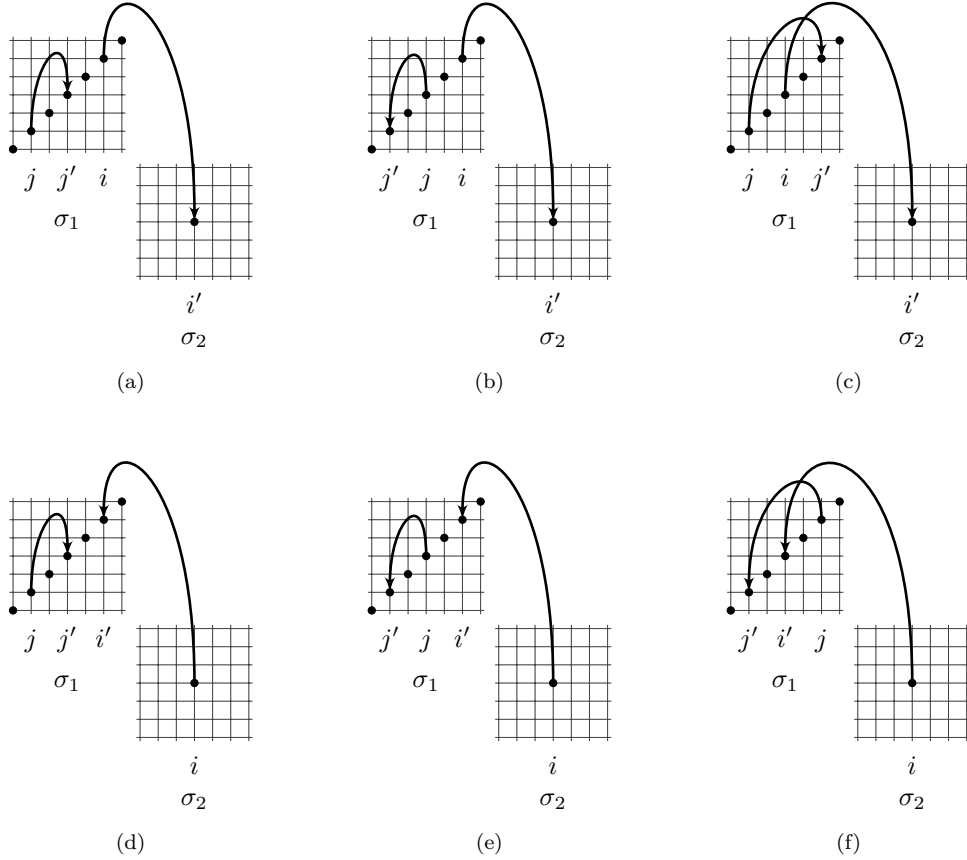 j j' i
σ₁
i'
σ₂
(a)
j' j i
σ₁
i'
σ₂
(b)
j i j'
σ₁
i'
σ₂
(c)
j j' i'
σ₁
i
σ₂
(d)
j' j i'
σ₁
i
σ₂
(e)
j' i' j
σ₁
i
σ₂
(f)